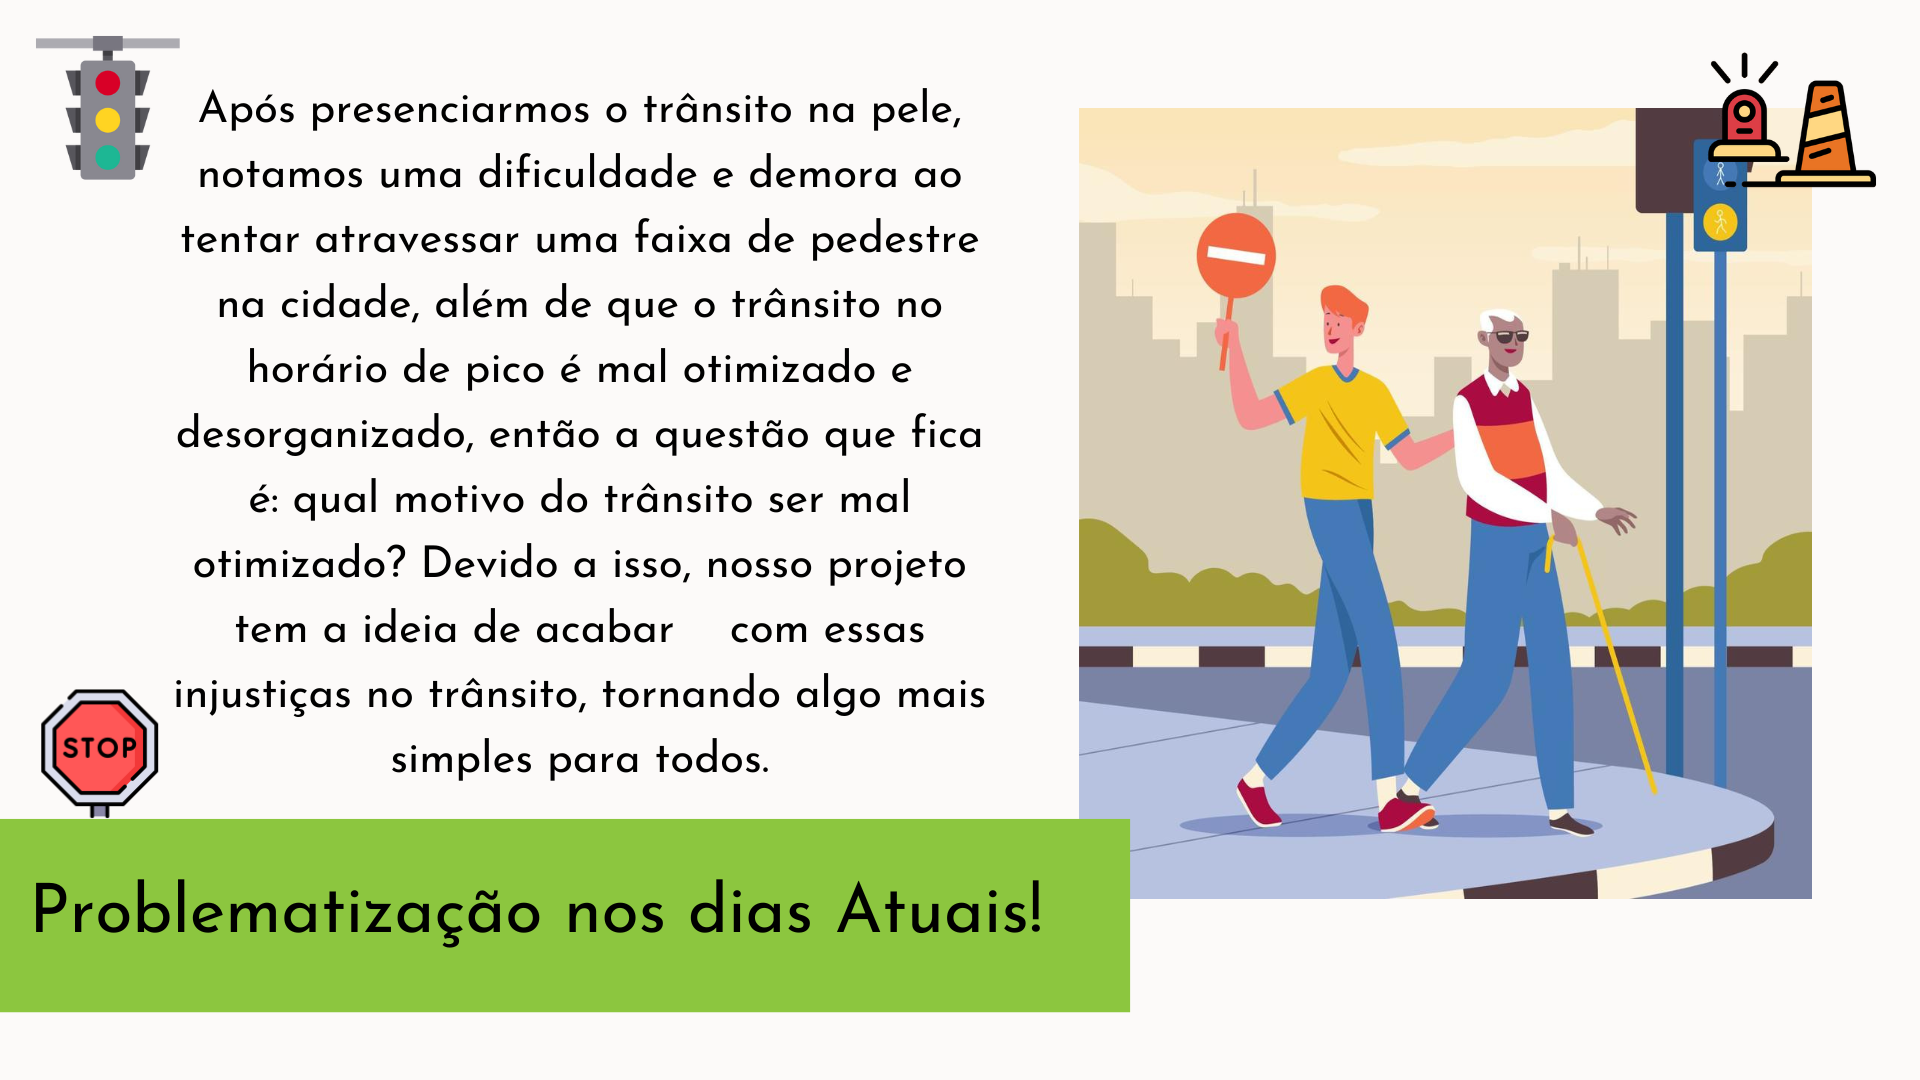 Após presenciarmos o trânsito na pele,
notamos uma dificuldade e demora ao
tentar atravessar uma faixa de pedestre
na cidade, além de que o trânsito no
horário de pico é mal otimizado e
desorganizado, então a questão que fica
é: qual motivo do trânsito ser mal
otimizado? Devido a isso, nosso projeto
tem a ideia de acabar com essas
injustiças no trânsito, tornando algo mais
simples para todos.
STOP
Problematização nos dias Atuais!